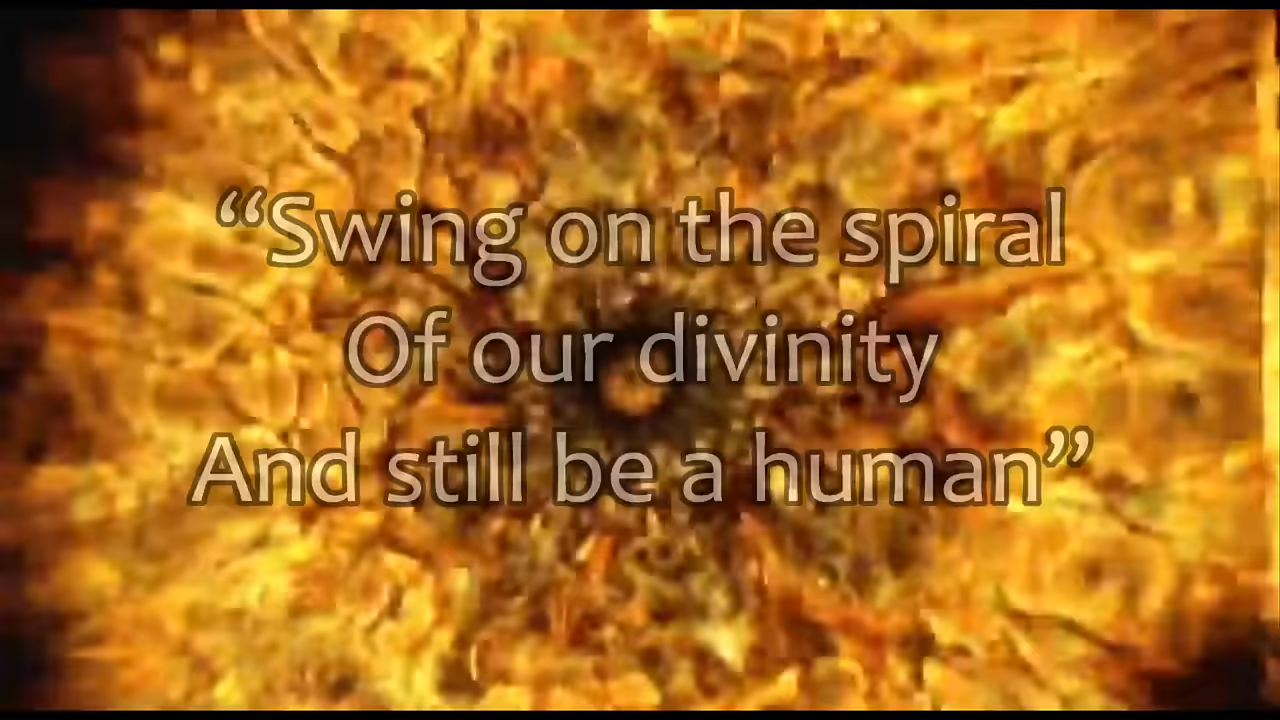 “Swing on the spiral
Of our divinity
And still be a human”